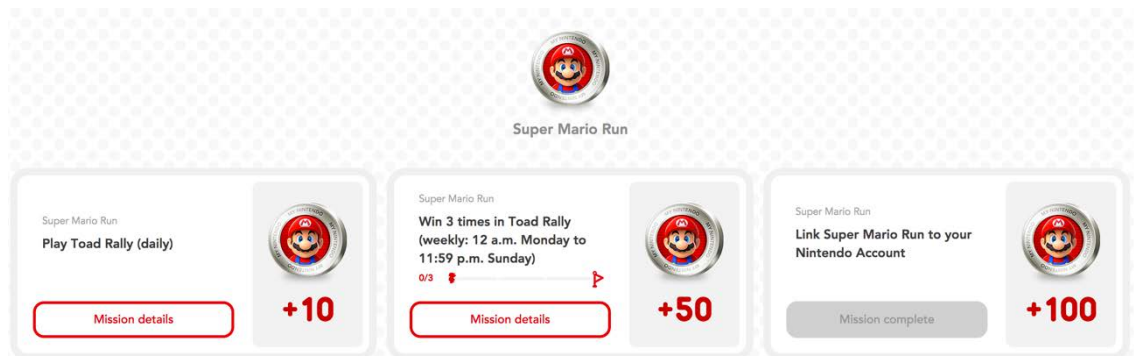 MY NINTENDO
Super Mario Run
Super Mario Run
Play Toad Rally (daily)
Mission details
+10
Super Mario Run
Win 3 times in Toad Rally
(weekly: 12 a.m. Monday to
11:59 p.m. Sunday)
0/3
Mission details
+50
Super Mario Run
Link Super Mario Run to your
Nintendo Account
Mission complete
+100